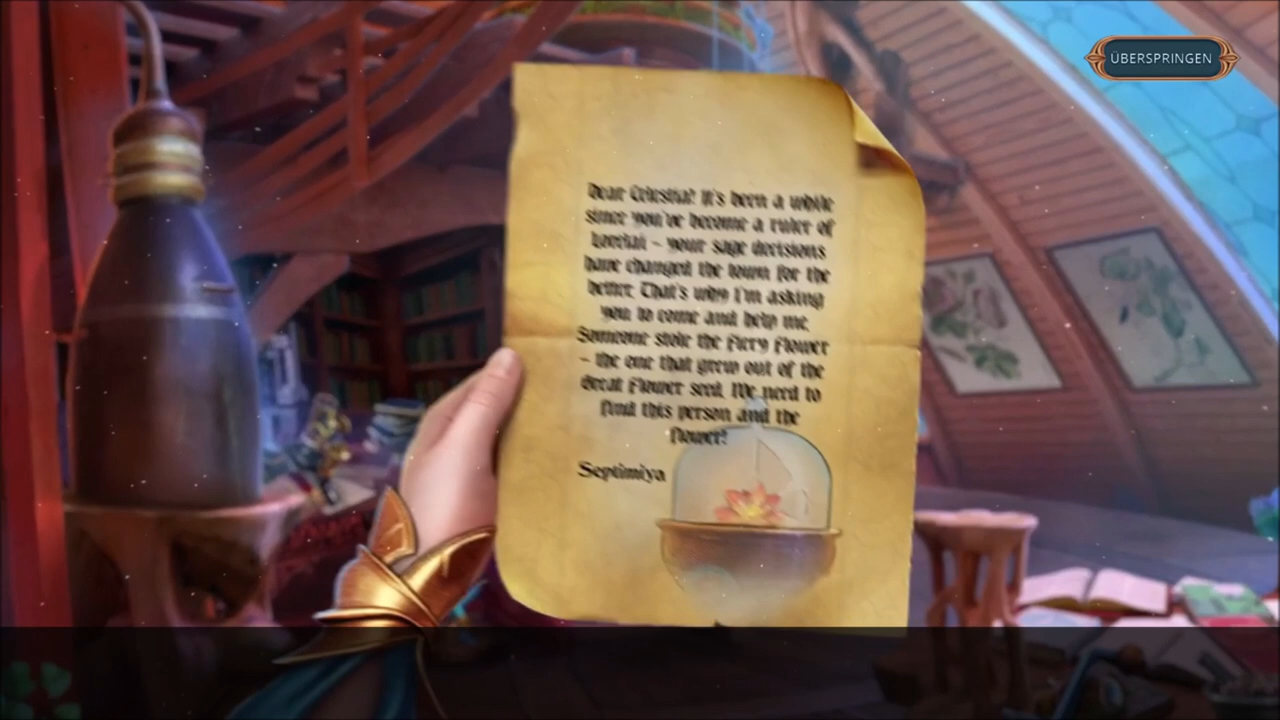 ÜBERSPRINGEN
Dear Celestia! It's been a while
since you've become a ruler of
– your sage decisions
have changed the town for the
better. That's why I'm asking
you to come and help me.
Someone stole the Fiery Flower
– the one that grew out of the
Great Flower seed. We need to
find this person and the
flower!
Septimiya